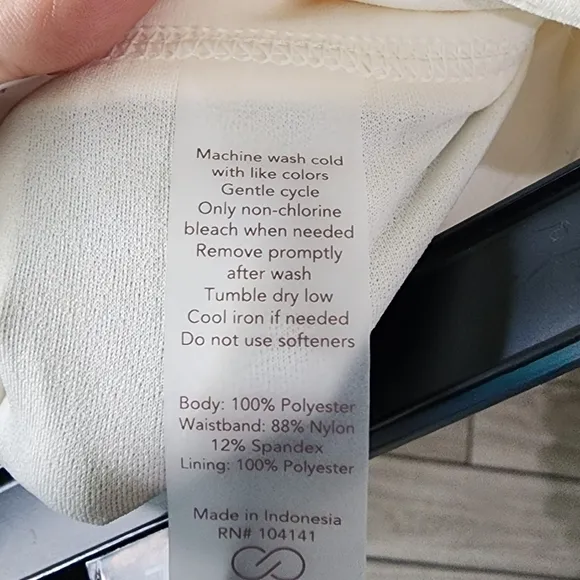 Machine wash cold
with like colors
Gentle cycle
Only non-chlorine
bleach when needed
Remove promptly
after wash
Tumble dry low
Cool iron if needed
Do not use softeners
Body: 100% Polyester
Waistband: 88% Nylon
12% Spandex
Lining: 100% Polyester
Made in Indonesia
RN# 104141